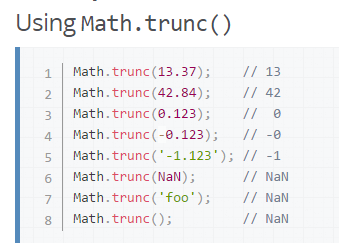 Using Math.trunc()
1 Math.trunc(13.37);    // 13
2 Math.trunc(42.84);    // 42
3 Math.trunc(0.123);    //  0
4 Math.trunc(-0.123);   // -0
5 Math.trunc('-1.123'); // -1
6 Math.trunc(NaN);      // NaN
7 Math.trunc('foo');    // NaN
8 Math.trunc();         // NaN